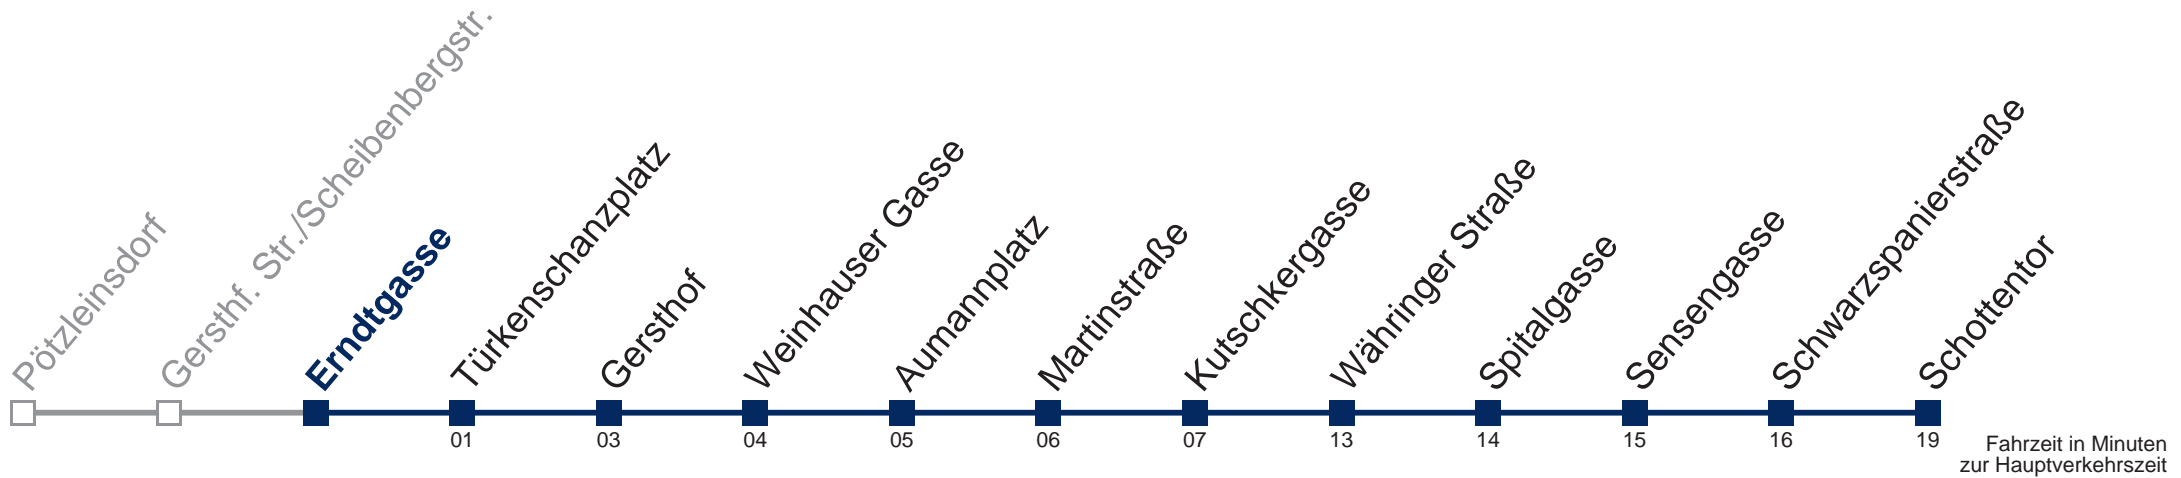 Pötzleinsdorf
Gersthf. Str./Scheibenbergstr.
Erndtgasse
Türkenschanzplatz
Gersthof
Weinhauser Gasse
Aumannplatz
Martinstraße
Kutschkergasse
Währinger Straße
Spitalgasse
Sensengasse
Schwarzspanierstraße
Schottentor
01 03 04 05 06 07 13 14 15 16 19
Fahrzeit in Minuten
zur Hauptverkehrszeit